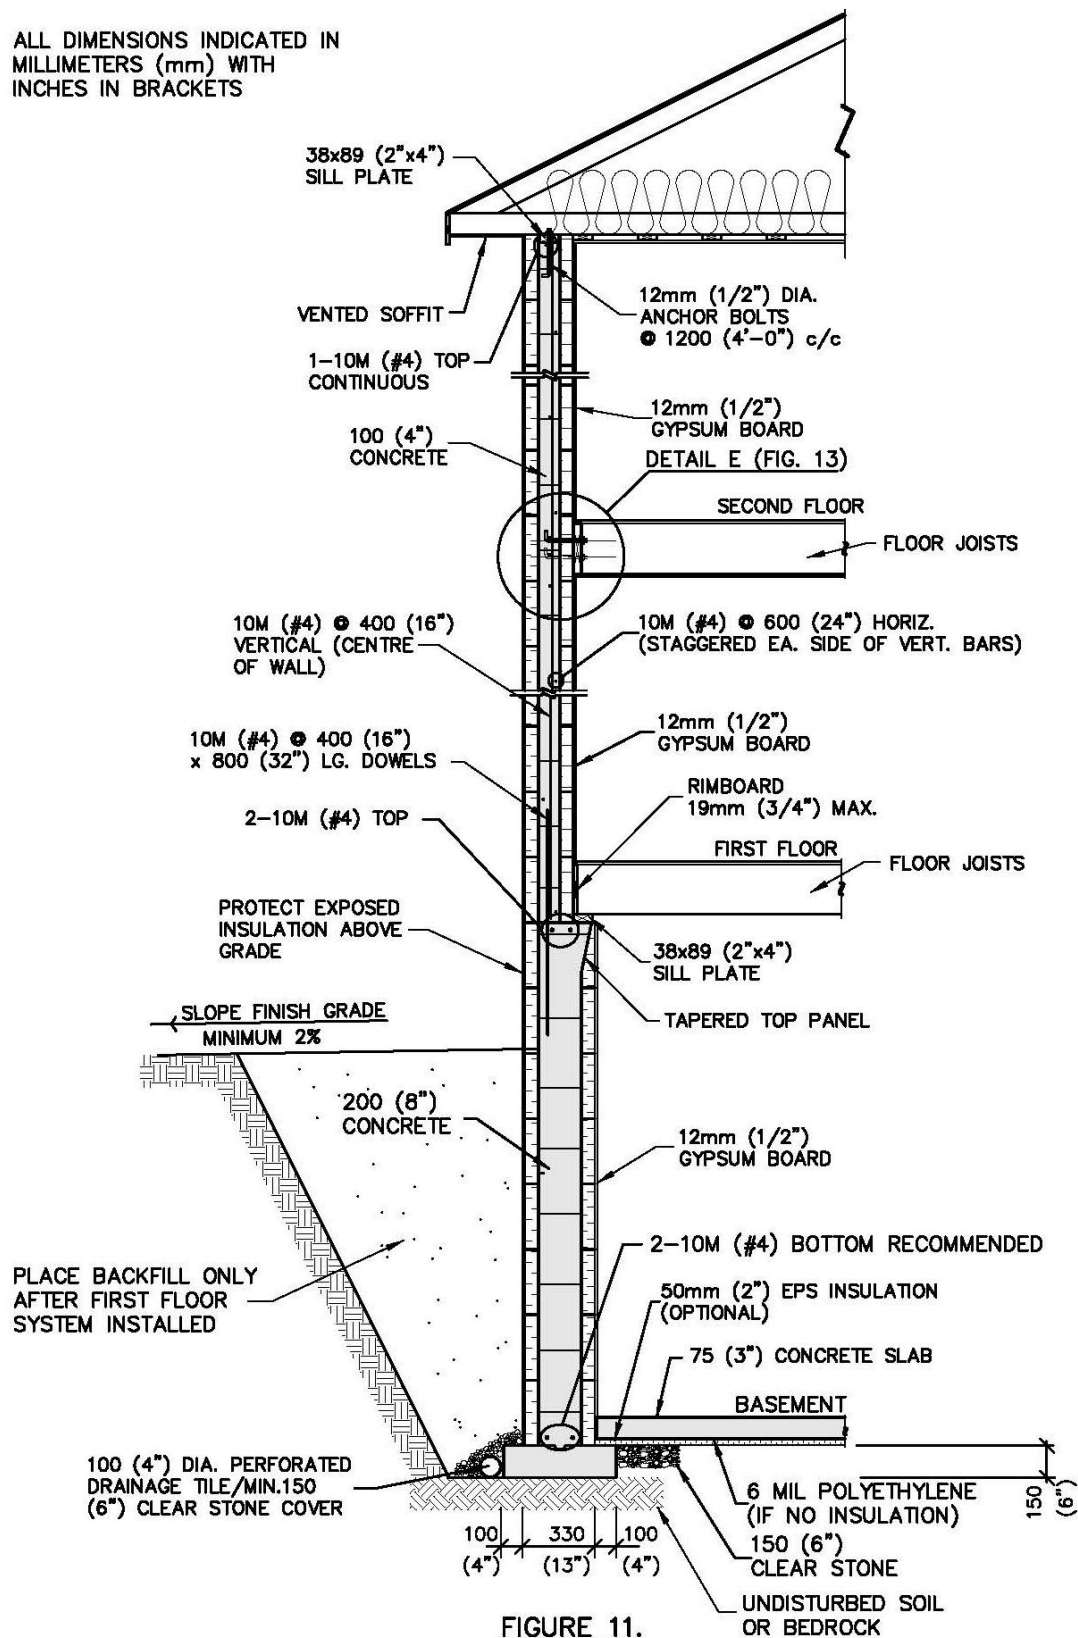 ALL DIMENSIONS INDICATED IN
MILLIMETERS (mm) WITH
INCHES IN BRACKETS
38x89 (2"x4")
SILL PLATE
VENTED SOFFIT
12mm (1/2") DIA.
ANCHOR BOLTS
@ 1200 (4'-0") c/c
1-10M (#4) TOP
CONTINUOUS
12mm (1/2")
GYPSUM BOARD
100 (4")
CONCRETE
DETAIL E (FIG. 13)
SECOND FLOOR
FLOOR JOISTS
10M (#4) @ 400 (16")
VERTICAL (CENTRE
OF WALL)
10M (#4) @ 600 (24") HORIZ.
(STAGGERED EA. SIDE OF VERT. BARS)
10M (#4) @ 400 (16")
x 800 (32") LG. DOWELS
12mm (1/2")
GYPSUM BOARD
RIMBOARD
19mm (3/4") MAX.
2-10M (#4) TOP
FIRST FLOOR
FLOOR JOISTS
PROTECT EXPOSED
INSULATION ABOVE
GRADE
38x89 (2"x4")
SILL PLATE
SLOPE FINISH GRADE
MINIMUM 2%
TAPERED TOP PANEL
200 (8")
CONCRETE
12mm (1/2")
GYPSUM BOARD
2-10M (#4) BOTTOM RECOMMENDED
PLACE BACKFILL ONLY
AFTER FIRST FLOOR
SYSTEM INSTALLED
50mm (2") EPS INSULATION
(OPTIONAL)
75 (3") CONCRETE SLAB
BASEMENT
100 (4") DIA. PERFORATED
DRAINAGE TILE/MIN.150
(6") CLEAR STONE COVER
6 MIL POLYETHYLENE
(IF NO INSULATION)
150
(6")
100
(4")
330
(13")
100
(4")
150 (6")
CLEAR STONE
UNDISTURBED SOIL
OR BEDROCK
FIGURE 11.